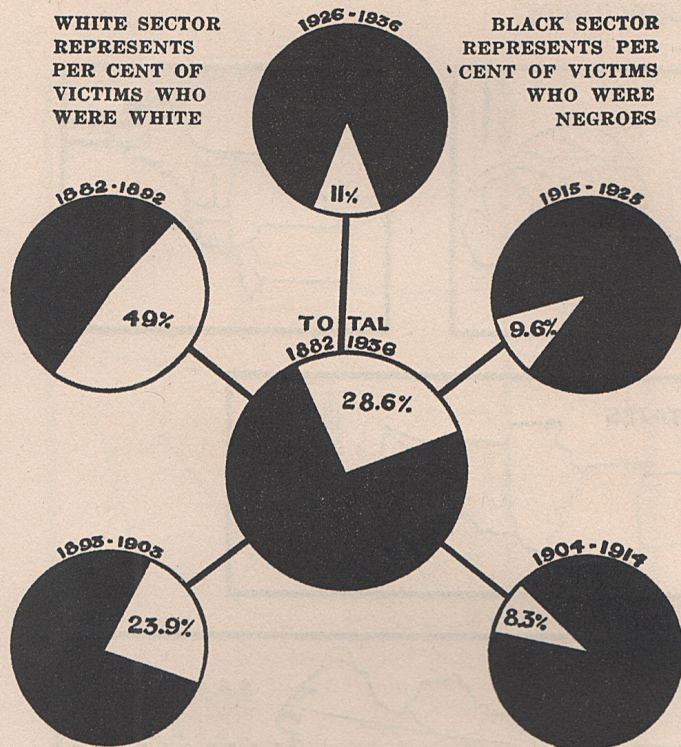 WHITE SECTOR
REPRESENTS
PER CENT OF
VICTIMS WHO
WERE WHITE
BLACK SECTOR
REPRESENTS PER
CENT OF VICTIMS
WHO WERE
NEGROES
1926-1936
11%
1882-1892
49%
1915-1925
9.6%
TOTAL
1882 1936
28.6%
1893-1903
23.9%
1904-1914
8.3%